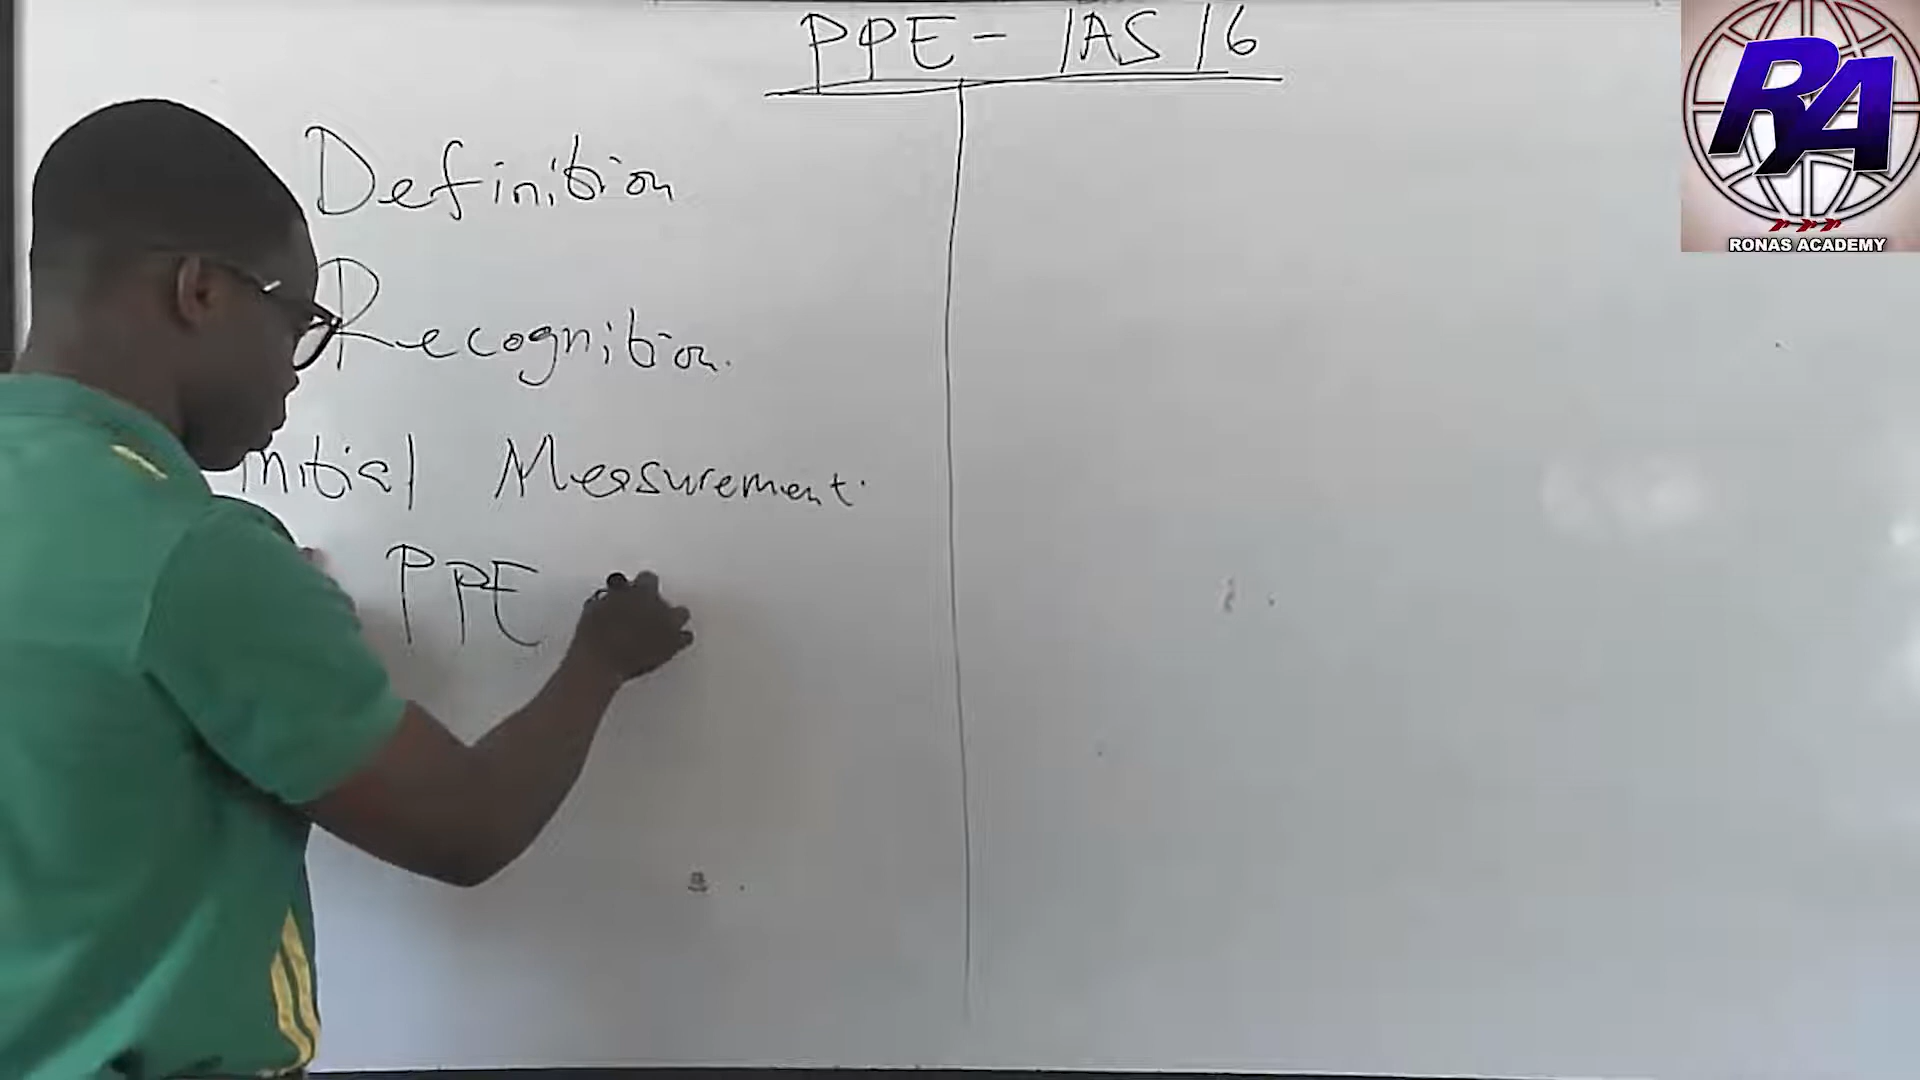 PPE - IAS 16
Definition
Recognition.
nitial Measurement.
PPE
RA
RONAS ACADEMY